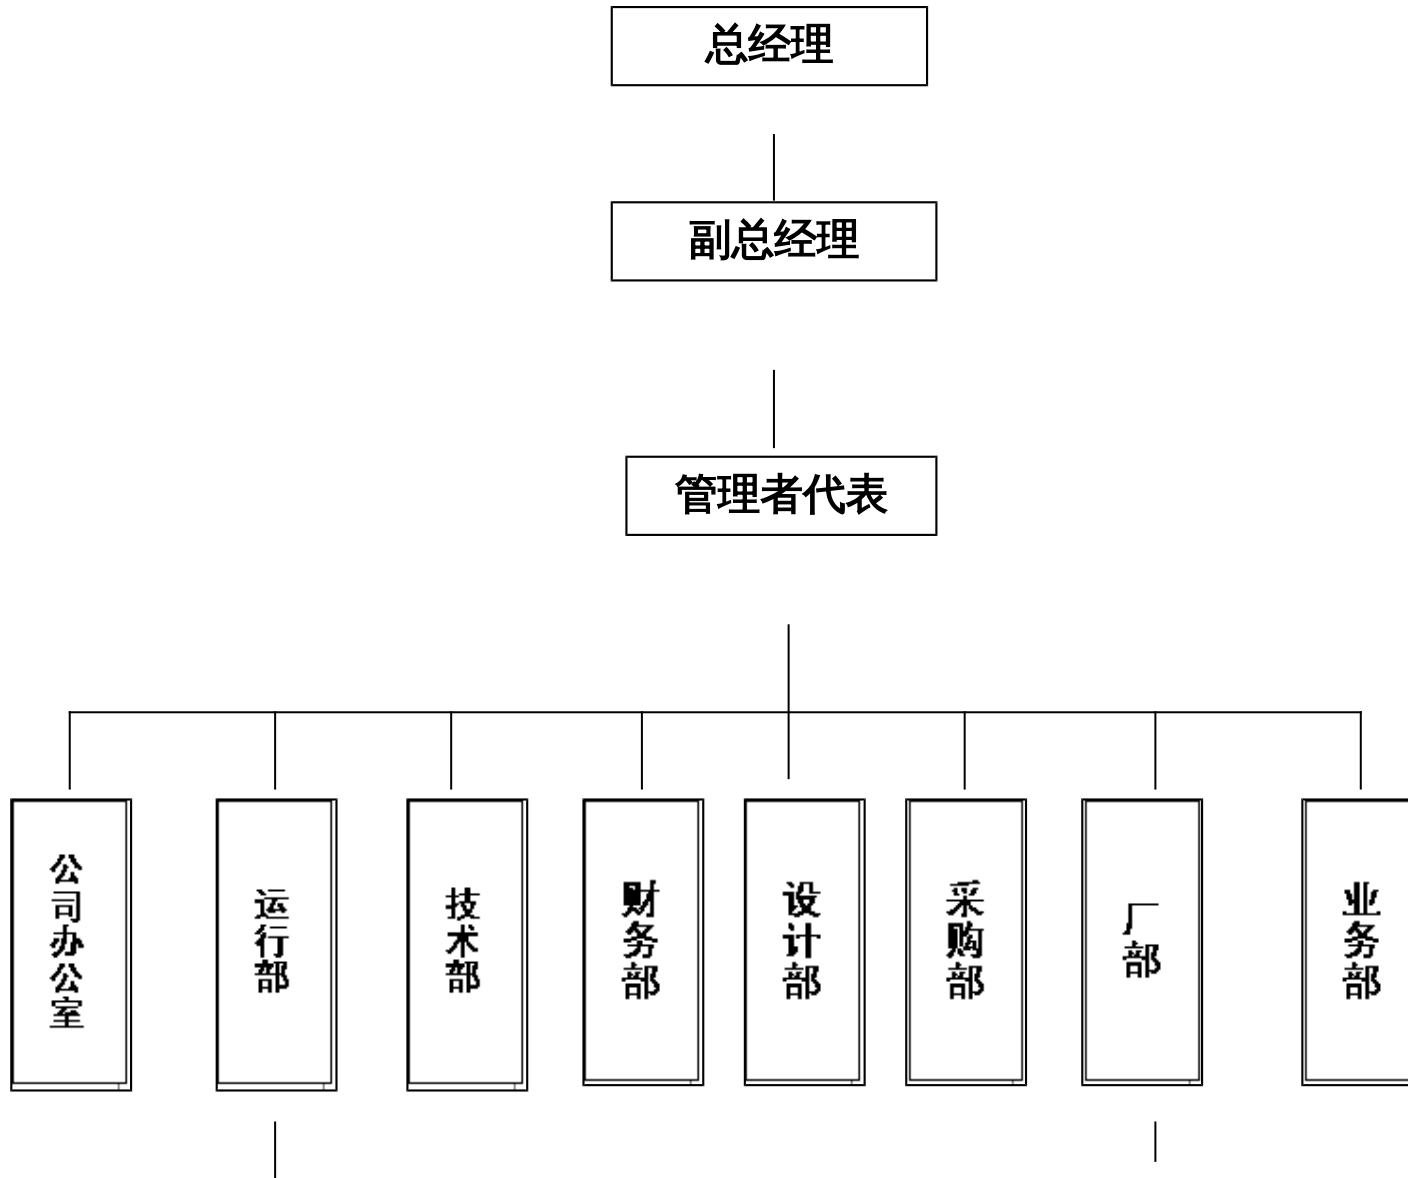 总经理
副总经理
管理者代表
公司办公室
运行部
技术部
财务部
设计部
采购部
厂部
业务部